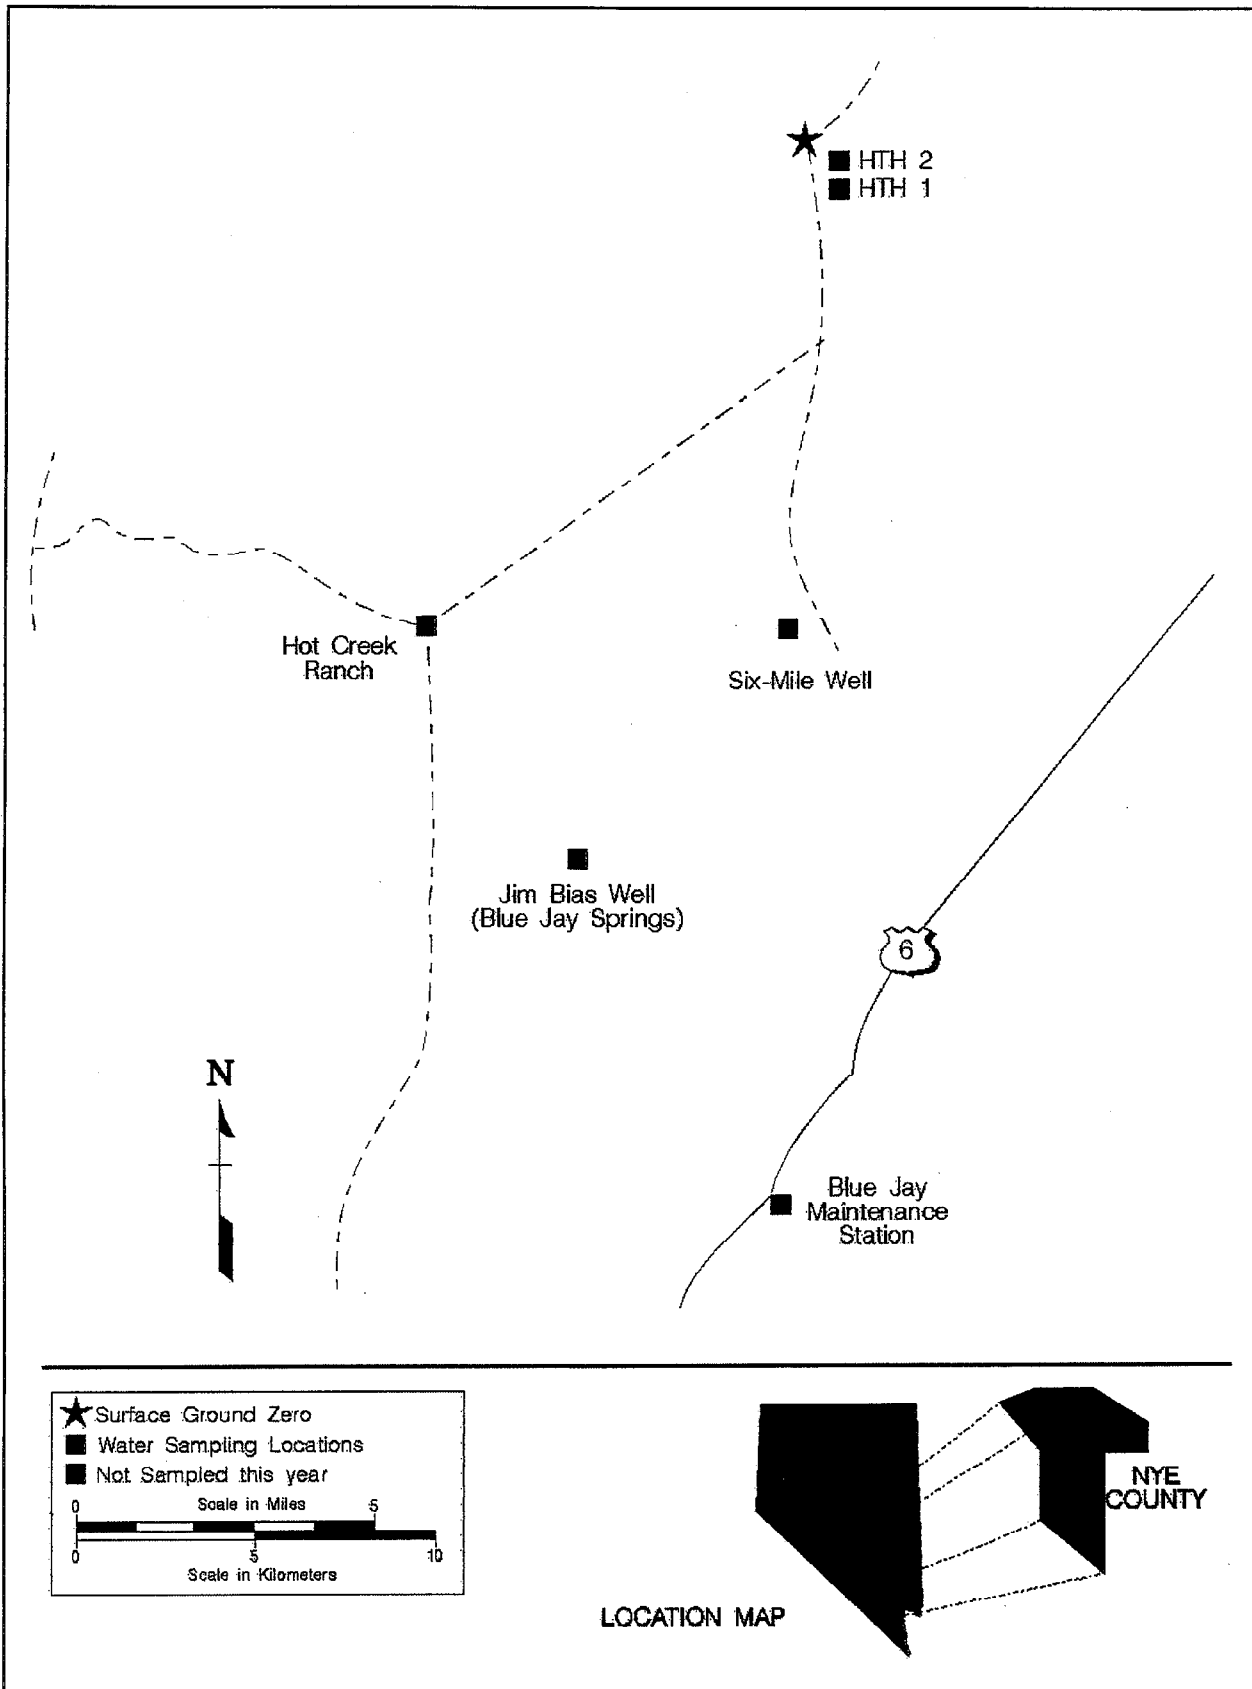 HTH 2
HTH 1
Hot Creek
Ranch
Six-Mile Well
Jim Bias Well
(Blue Jay Springs)
6
N
Blue Jay
Maintenance
Station
Surface Ground Zero
Water Sampling Locations
Not Sampled this year
0 Scale in Miles 5
0 5 10
Scale in Kilometers
NYE
COUNTY
LOCATION MAP